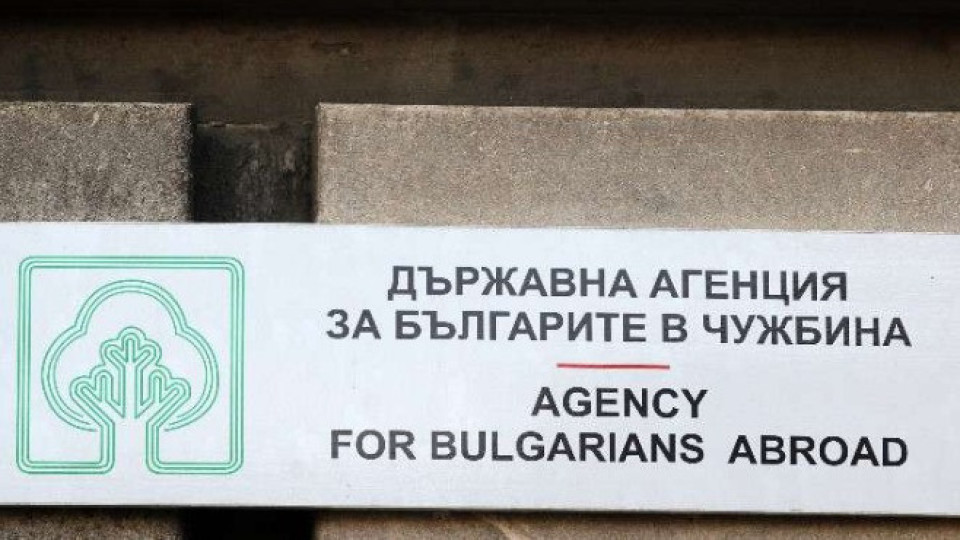 ДЪРЖАВНА АГЕНЦИЯ
ЗА БЪЛГАРИТЕ В ЧУЖБИНА
AGENCY
FOR BULGARIANS ABROAD